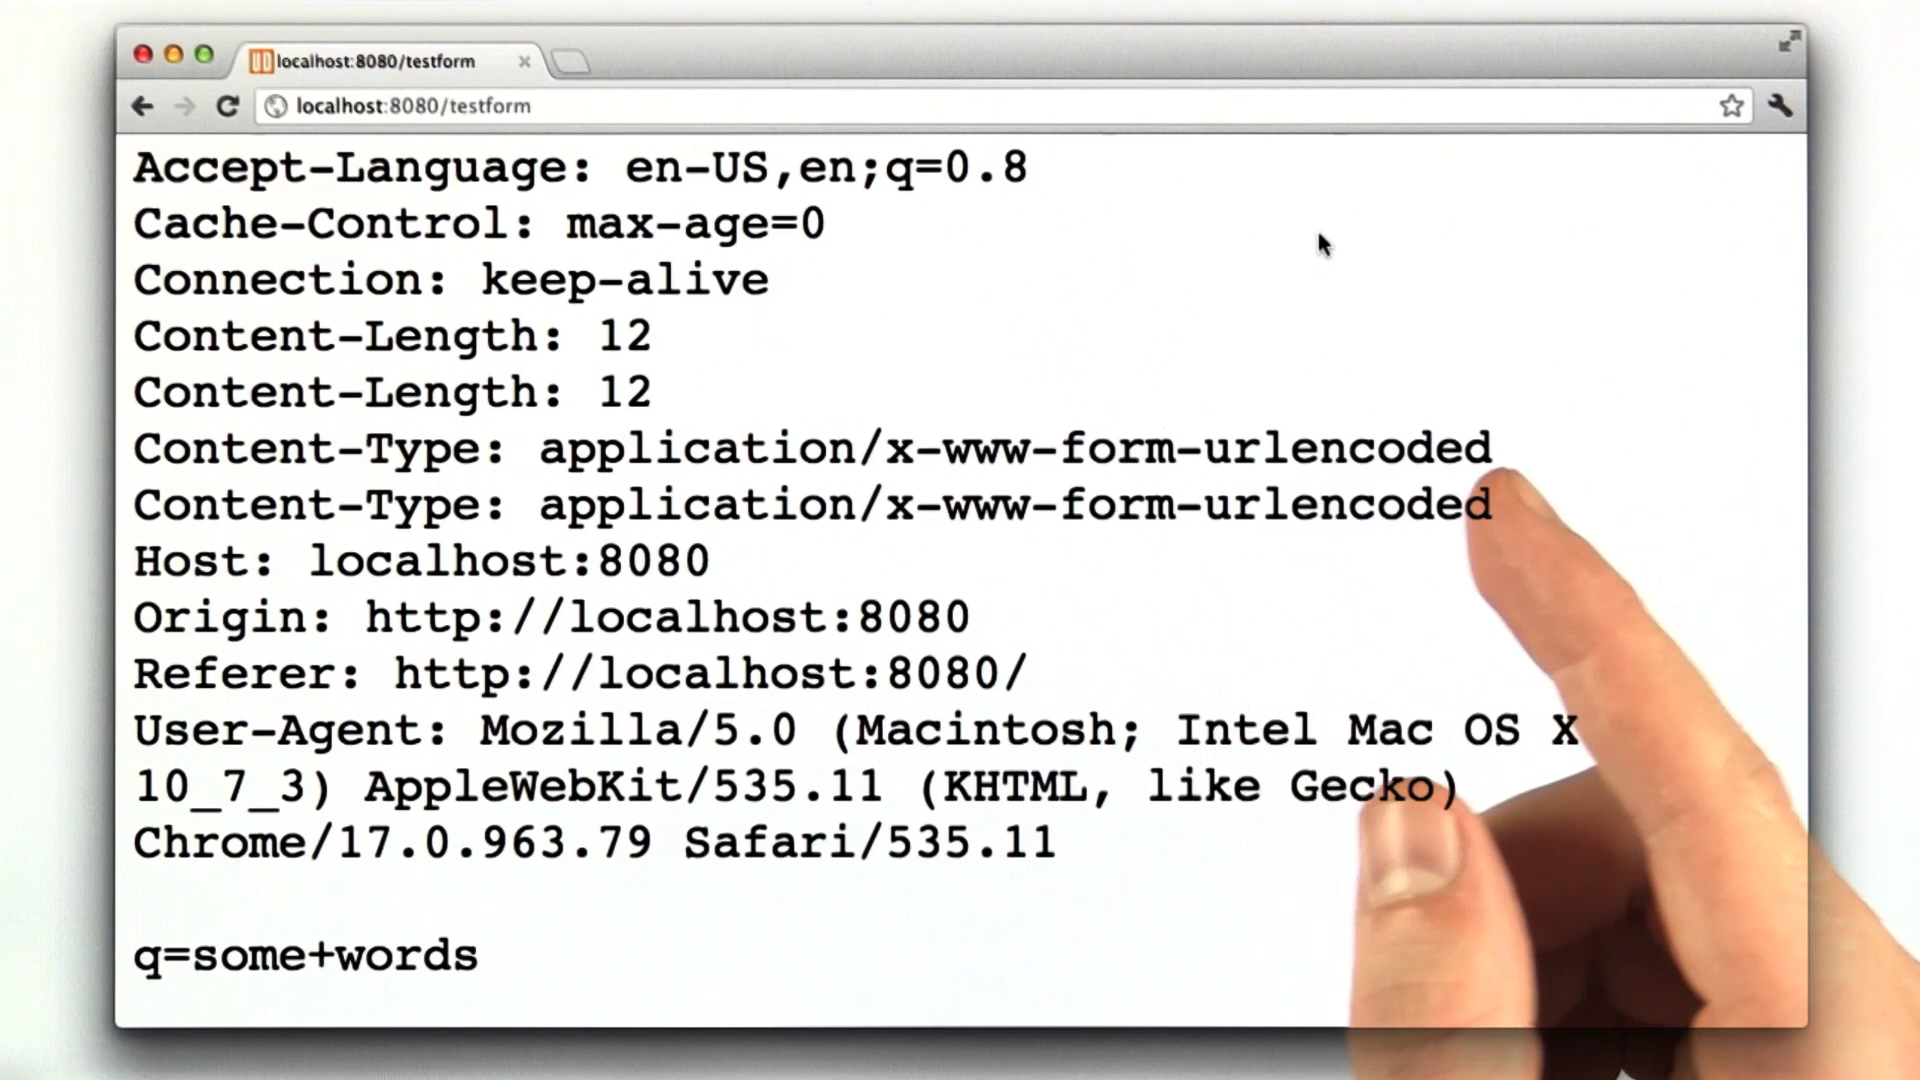 UD localhost:8080/testform
localhost:8080/testform
Accept-Language: en-US,en;q=0.8
Cache-Control: max-age=0
Connection: keep-alive
Content-Length: 12
Content-Length: 12
Content-Type: application/x-www-form-urlencoded
Content-Type: application/x-www-form-urlencoded
Host: localhost:8080
Origin: http://localhost:8080
Referer: http://localhost:8080/
User-Agent: Mozilla/5.0 (Macintosh; Intel Mac OS X
10_7_3) AppleWebKit/535.11 (KHTML, like Gecko)
Chrome/17.0.963.79 Safari/535.11
q=some+words